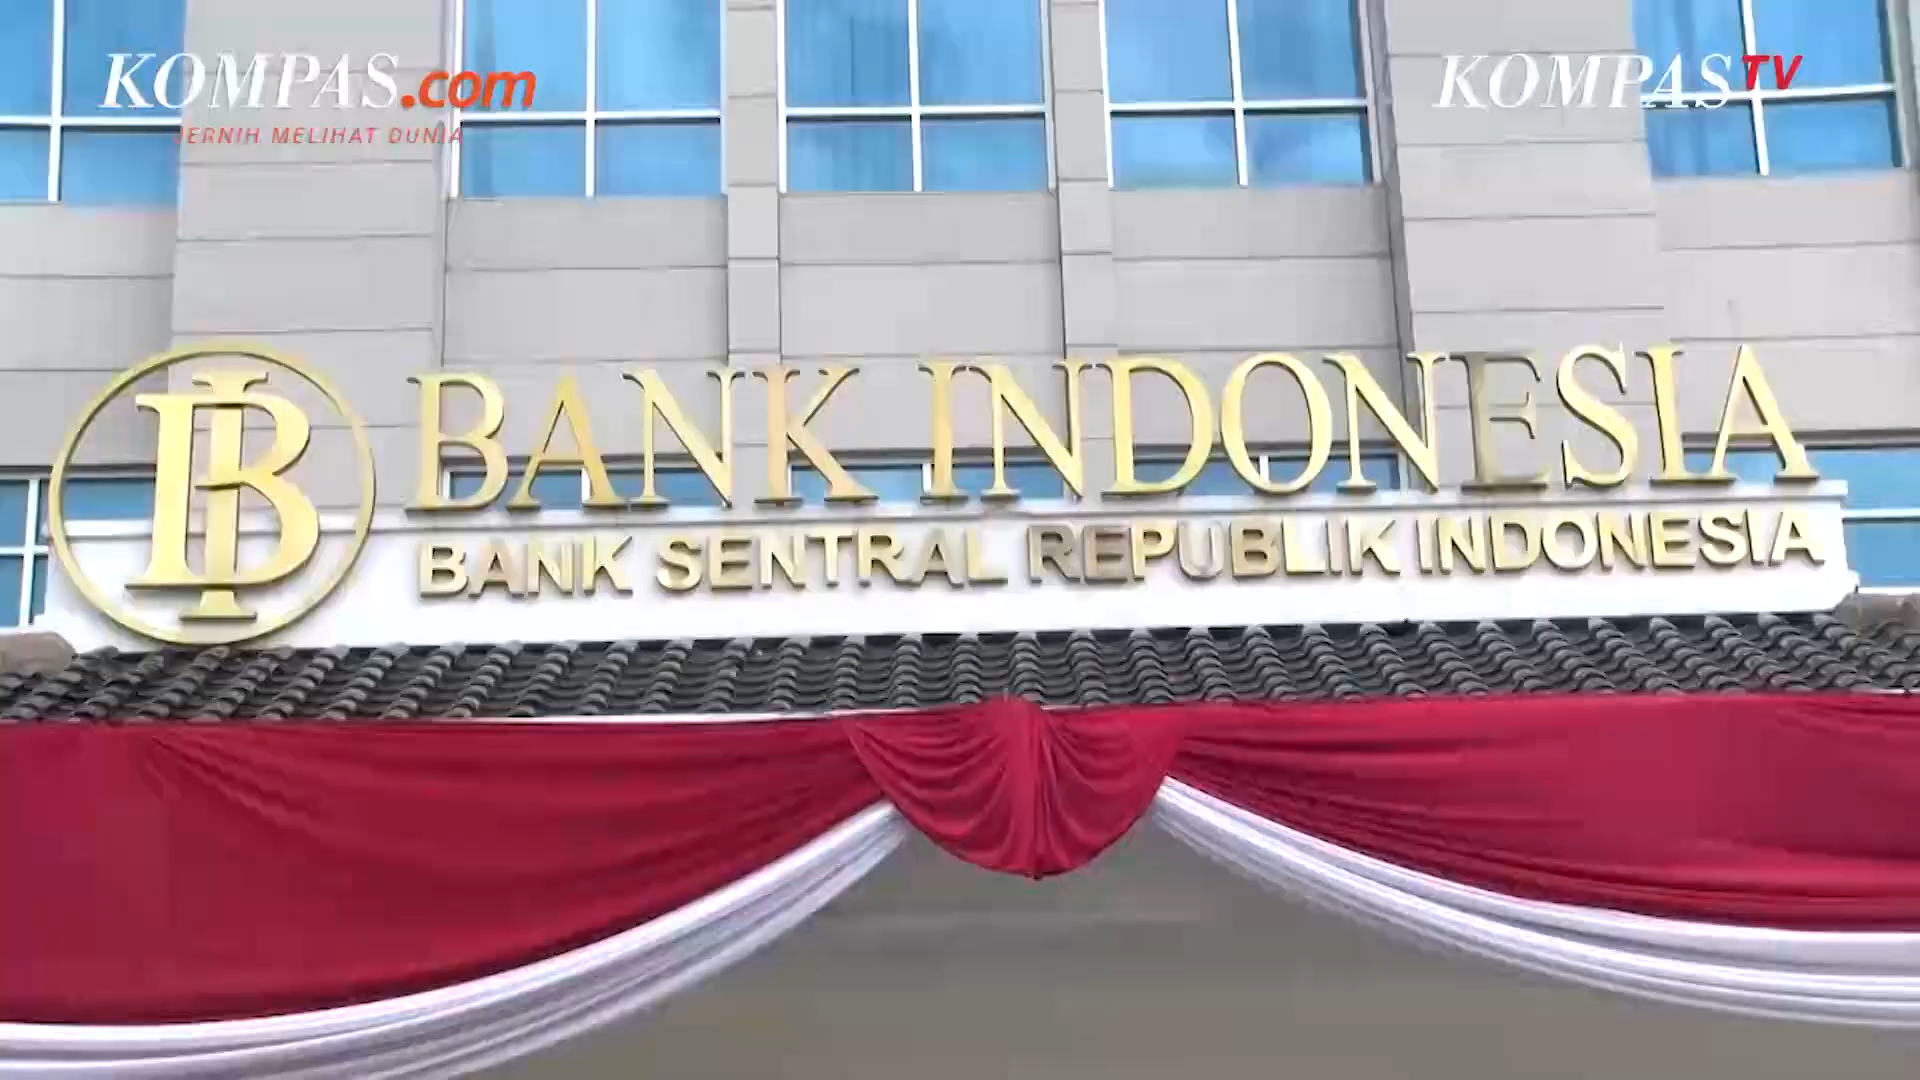 KOMPAS.com
JERNIH MELIHAT DUNIA
KOMPASTV
BI
BANK INDONESIA
BANK SENTRAL REPUBLIK INDONESIA